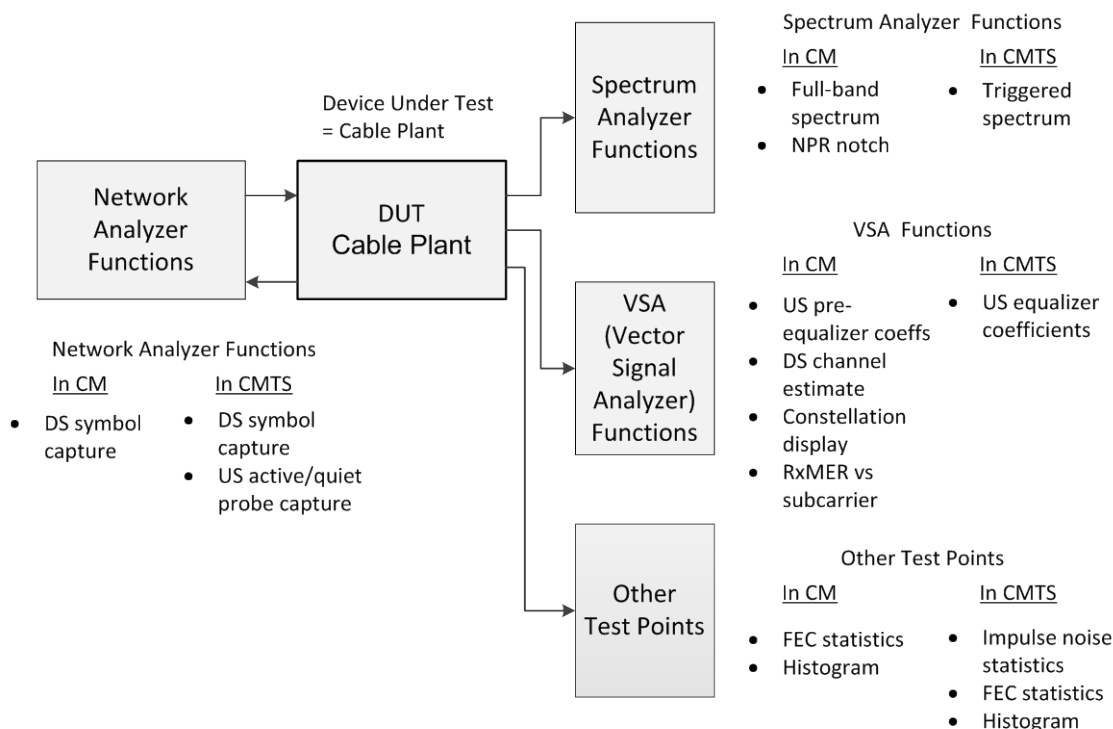 Spectrum Analyzer Functions
In CM
• Full-band
spectrum
• NPR notch
In CMTS
• Triggered
spectrum
Spectrum
Analyzer
Functions
Device Under Test
= Cable Plant
Network
Analyzer
Functions
DUT
Cable Plant
VSA Functions
In CM
• US pre-
equalizer coeffs
• DS channel
estimate
• Constellation
display
• RxMER vs
subcarrier
In CMTS
• US equalizer
coefficients
VSA
(Vector
Signal
Analyzer)
Functions
Network Analyzer Functions
In CM
• DS symbol
capture
In CMTS
• DS symbol
capture
• US active/quiet
probe capture
Other
Test Points
Other Test Points
In CM
• FEC statistics
• Histogram
In CMTS
• Impulse noise
statistics
• FEC statistics
• Histogram